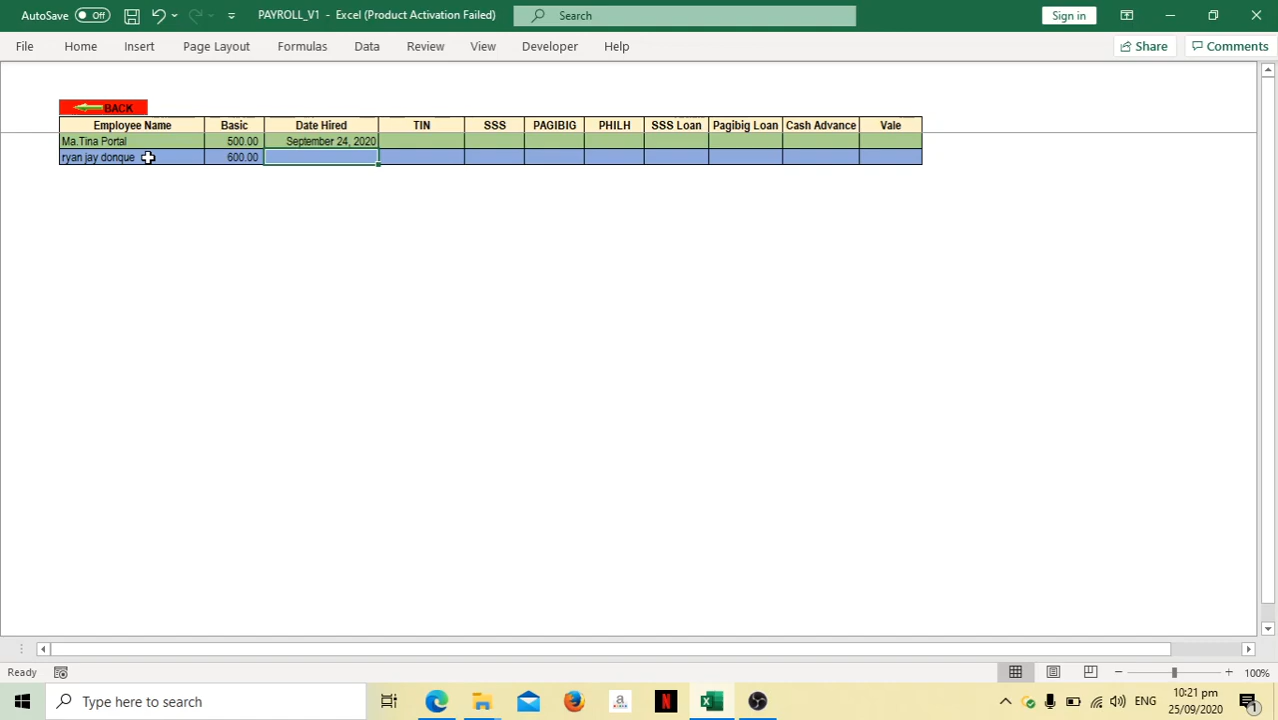 AutoSave Off PAYROLL_V1 - Excel (Product Activation Failed) Search Sign in
File Home Insert Page Layout Formulas Data Review View Developer Help Share Comments
BACK
Employee Name Basic Date Hired TIN SSS PAGIBIG PHILH SSS Loan Pagibig Loan Cash Advance Vale
Ma.Tina Portal 500.00 September 24, 2020
ryan jay donque 600.00
Ready 100%
Type here to search a N ENG 10:21 pm
25/09/2020 1